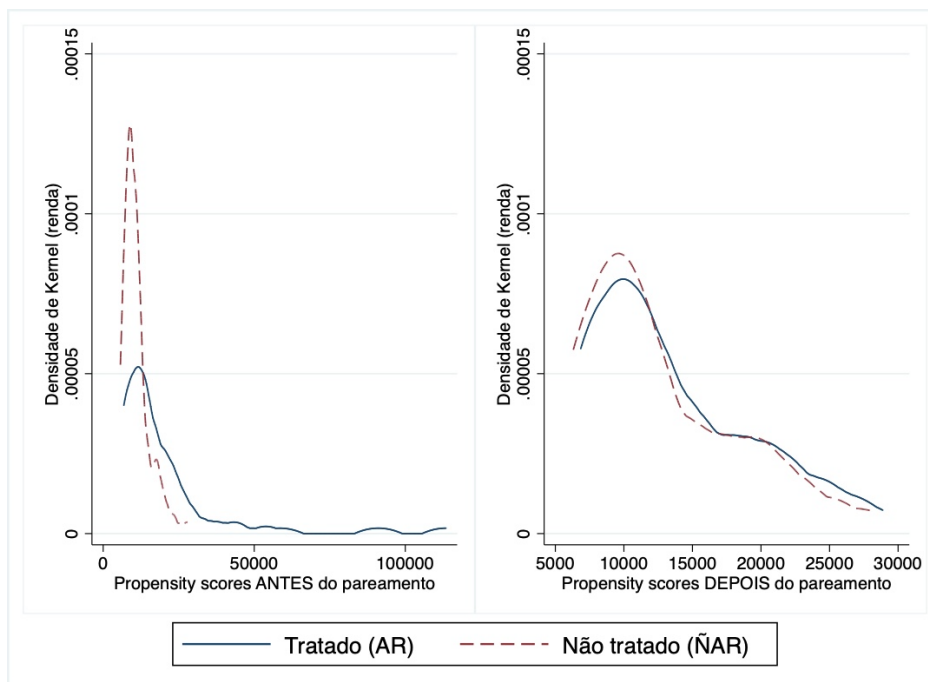 Densidade de Kernel (renda)
.00015
.0001
.00005
0
0
50000
100000
Propensity scores ANTES do pareamento
Densidade de Kernel (renda)
.00015
.0001
.00005
0
5000
10000
15000
20000
25000
30000
Propensity scores DEPOIS do pareamento
Tratado (AR)
Não tratado (ÑAR)